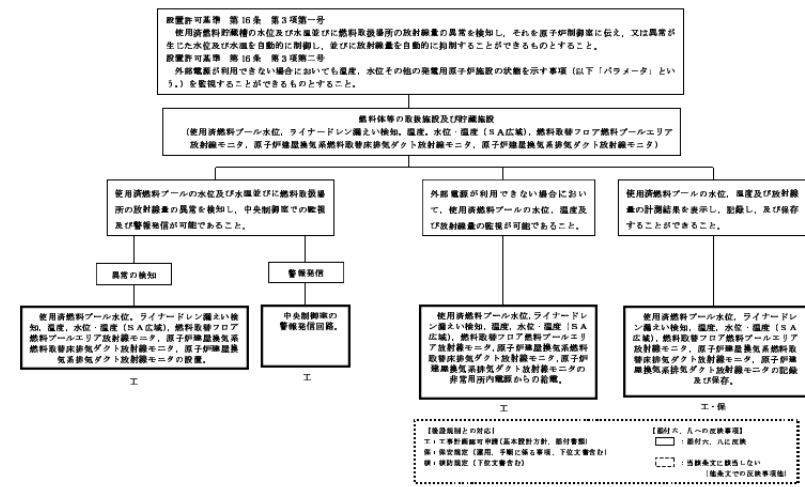 設置許可基準 第16条 第3項第一号
使用済燃料貯蔵槽の水位及び水温並びに燃料取扱場所の放射線量の異常を検知し，それを原子炉制御室に伝え，又は異常が
生じた水位及び水温を自動的に制御し，並びに放射線量を自動的に抑制することができるものとすること。
設置許可基準 第16条 第3項第二号
外部電源が利用できない場合においても温度，水位その他の発電用原子炉施設の状態を示す事項（以下「パラメータ」とい
う。）を監視することができるものとすること。
燃料体等の取扱施設及び貯蔵施設
（使用済燃料プール水位，ライナードレン漏えい検知，温度，水位・温度（ＳＡ広域），燃料取替フロア燃料プールエリア
放射線モニタ，原子炉建屋換気系燃料取替床排気ダクト放射線モニタ，原子炉建屋換気系排気ダクト放射線モニタ）
使用済燃料プールの水位及び水温並びに燃料取扱場
所の放射線量の異常を検知し，中央制御室での監視
及び警報発信が可能であること。
外部電源が利用できない場合におい
て，使用済燃料プールの水位，温度及
び放射線量の監視が可能であること。
使用済燃料プールの水位，温度及び放射線
量の計測結果を表示し，記録し，及び保存
することができること。
異常の検知
警報発信
使用済燃料プール水位，ライナードレン漏えい検
知，温度，水位・温度（ＳＡ広域），燃料取替フロア
燃料プールエリア放射線モニタ，原子炉建屋換気系
燃料取替床排気ダクト放射線モニタ，原子炉建屋換
気系排気ダクト放射線モニタの設置。
工
中央制御室の
警報発信回路。
工
使用済燃料プール水位，ライナードレ
ン漏えい検知，温度，水位・温度（ＳＡ
広域），燃料取替フロア燃料プールエリ
ア放射線モニタ，原子炉建屋換気系燃料
取替床排気ダクト放射線モニタ，原子炉
建屋換気系排気ダクト放射線モニタの
非常用所内電源からの給電。
工
使用済燃料プール水位，ライナードレ
ン漏えい検知，温度，水位・温度（ＳＡ
広域），燃料取替フロア燃料プールエリア放
射線モニタ，原子炉建屋換気系燃料取替
床排気ダクト放射線モニタ，原子炉建
屋換気系排気ダクト放射線モニタの記録
及び保存。
工・保
【後段規制との対応】
工：工事計画認可申請（基本設計方針，添付書類）
保：保安規定（運用，手順に係る事項，下位文書含む）
核：核防規定（下位文書含む）
【添付六，八への反映事項】
：添付六，八に反映
：当該条文に該当しない
（他条文での反映事項他）